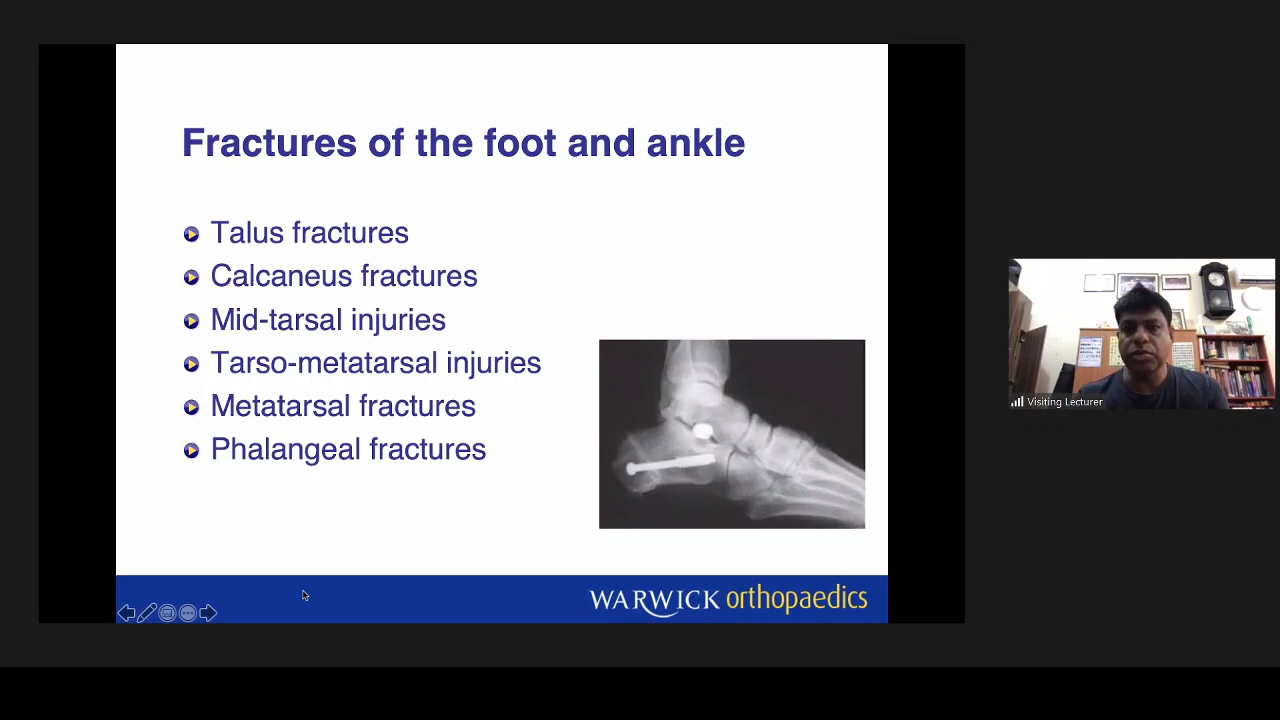 Fractures of the foot and ankle
Talus fractures
Calcaneus fractures
Mid-tarsal injuries
Tarso-metatarsal injuries
Metatarsal fractures
Phalangeal fractures
WARWICK orthopaedics
Visiting Lecturer